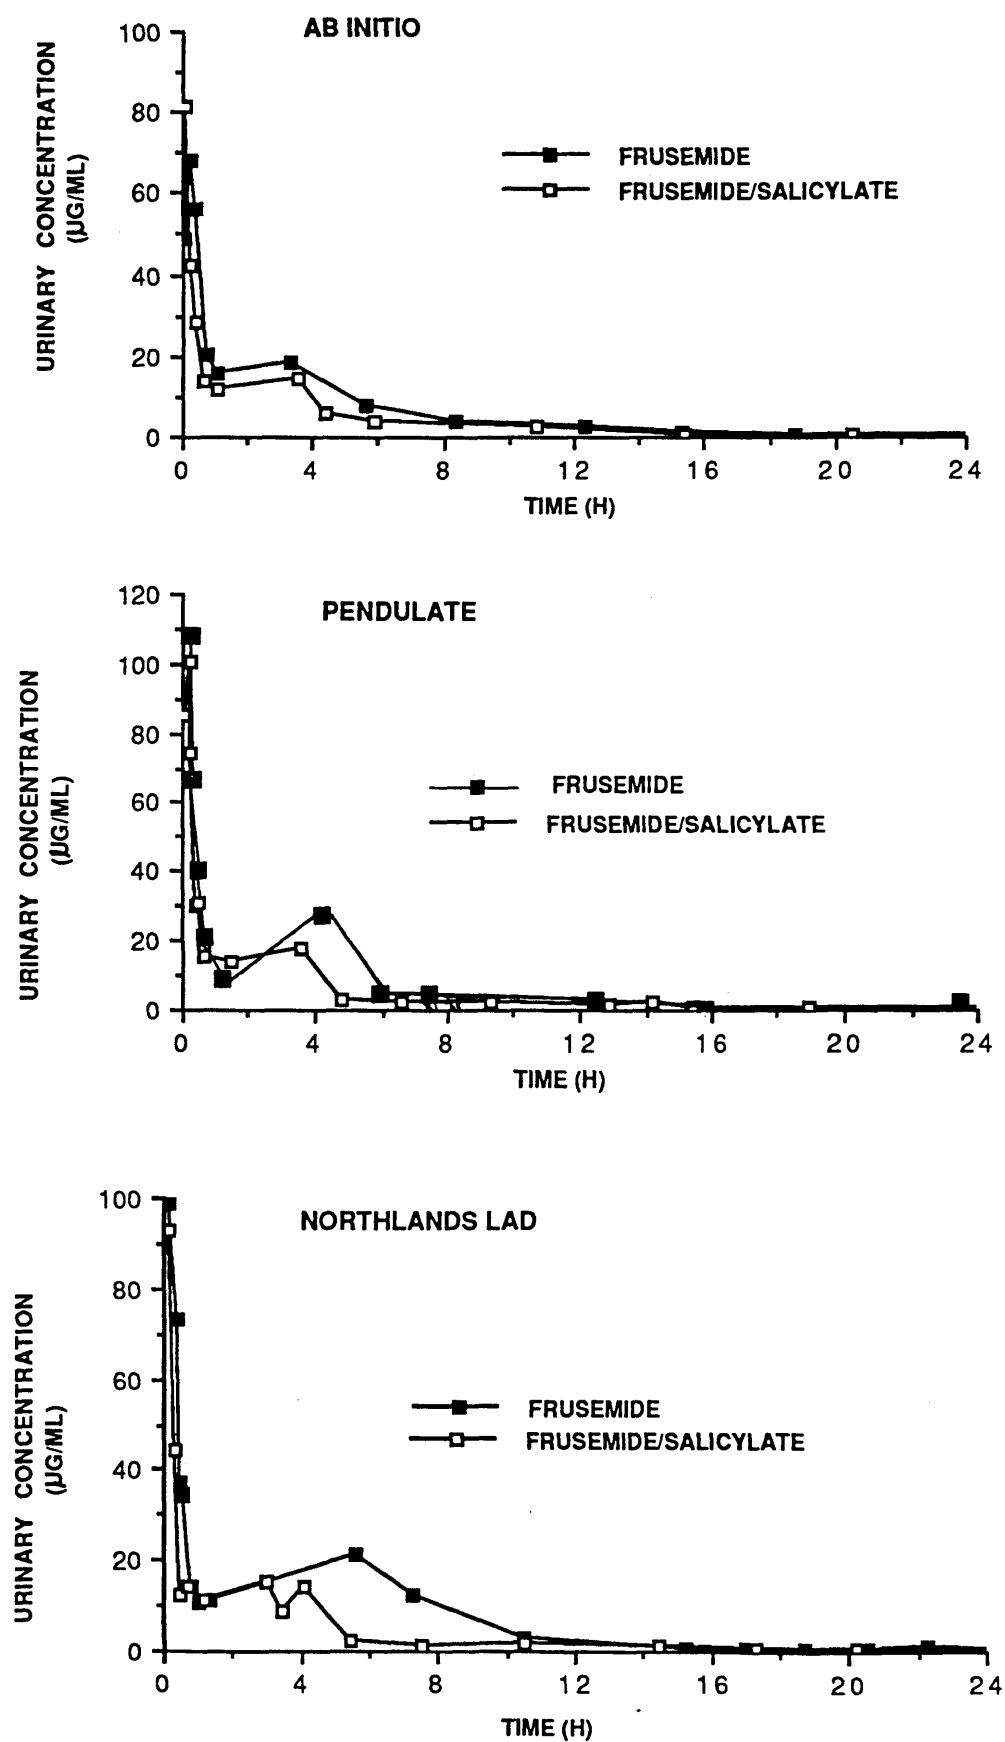 AB INITIO
100
80
60
40
20
0
URINARY CONCENTRATION
(µG/ML)
FRUSEMIDE
FRUSEMIDE/SALICYLATE
0 4 8 12 16 20 24
TIME (H)
PENDULATE
120
100
80
60
40
20
0
URINARY CONCENTRATION
(µG/ML)
FRUSEMIDE
FRUSEMIDE/SALICYLATE
0 4 8 12 16 20 24
TIME (H)
NORTHLANDS LAD
100
80
60
40
20
0
URINARY CONCENTRATION
(µG/ML)
FRUSEMIDE
FRUSEMIDE/SALICYLATE
0 4 8 12 16 20 24
TIME (H)